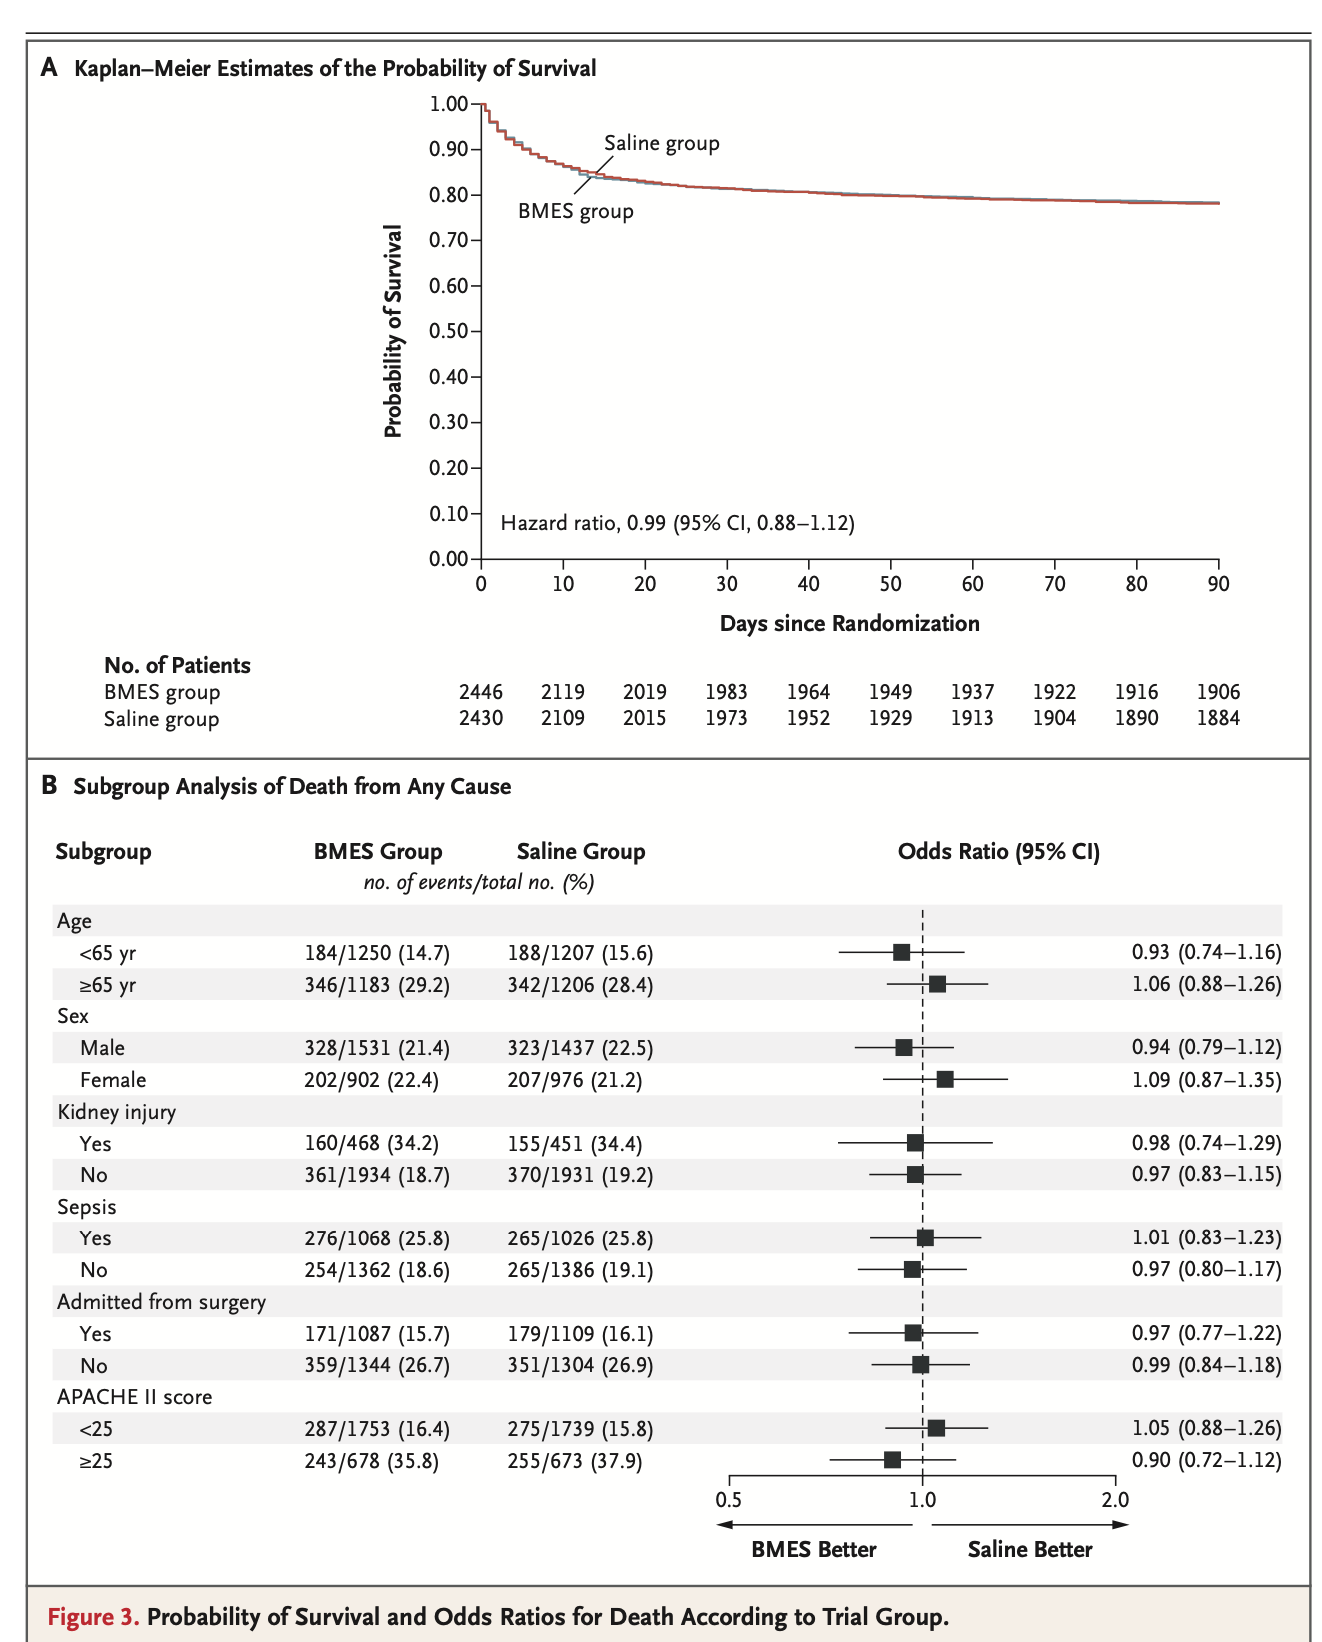 A Kaplan–Meier Estimates of the Probability of Survival
1.00
0.90
0.80
0.70
0.60
0.50
0.40
0.30
0.20
0.10
0.00
Probability of Survival
Saline group
BMES group
Hazard ratio, 0.99 (95% CI, 0.88–1.12)
0 10 20 30 40 50 60 70 80 90
Days since Randomization
No. of Patients
BMES group 2446 2119 2019 1983 1964 1949 1937 1922 1916 1906
Saline group 2430 2109 2015 1973 1952 1929 1913 1904 1890 1884
B Subgroup Analysis of Death from Any Cause
Subgroup BMES Group Saline Group Odds Ratio (95% CI)
no. of events/total no. (%)
Age
<65 yr 184/1250 (14.7) 188/1207 (15.6) 0.93 (0.74–1.16)
≥65 yr 346/1183 (29.2) 342/1206 (28.4) 1.06 (0.88–1.26)
Sex
Male 328/1531 (21.4) 323/1437 (22.5) 0.94 (0.79–1.12)
Female 202/902 (22.4) 207/976 (21.2) 1.09 (0.87–1.35)
Kidney injury
Yes 160/468 (34.2) 155/451 (34.4) 0.98 (0.74–1.29)
No 361/1934 (18.7) 370/1931 (19.2) 0.97 (0.83–1.15)
Sepsis
Yes 276/1068 (25.8) 265/1026 (25.8) 1.01 (0.83–1.23)
No 254/1362 (18.6) 265/1386 (19.1) 0.97 (0.80–1.17)
Admitted from surgery
Yes 171/1087 (15.7) 179/1109 (16.1) 0.97 (0.77–1.22)
No 359/1344 (26.7) 351/1304 (26.9) 0.99 (0.84–1.18)
APACHE II score
<25 287/1753 (16.4) 275/1739 (15.8) 1.05 (0.88–1.26)
≥25 243/678 (35.8) 255/673 (37.9) 0.90 (0.72–1.12)
0.5 1.0 2.0
BMES Better Saline Better
Figure 3. Probability of Survival and Odds Ratios for Death According to Trial Group.